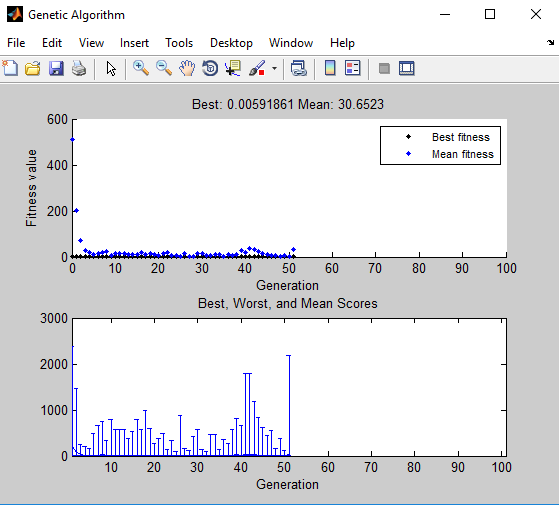 Genetic Algorithm
File Edit View Insert Tools Desktop Window Help
Best: 0.00591861 Mean: 30.6523
600
400
200
0
Fitness value
Best fitness
Mean fitness
0 10 20 30 40 50 60 70 80 90 100
Generation
Best, Worst, and Mean Scores
3000
2000
1000
0
10 20 30 40 50 60 70 80 90 100
Generation